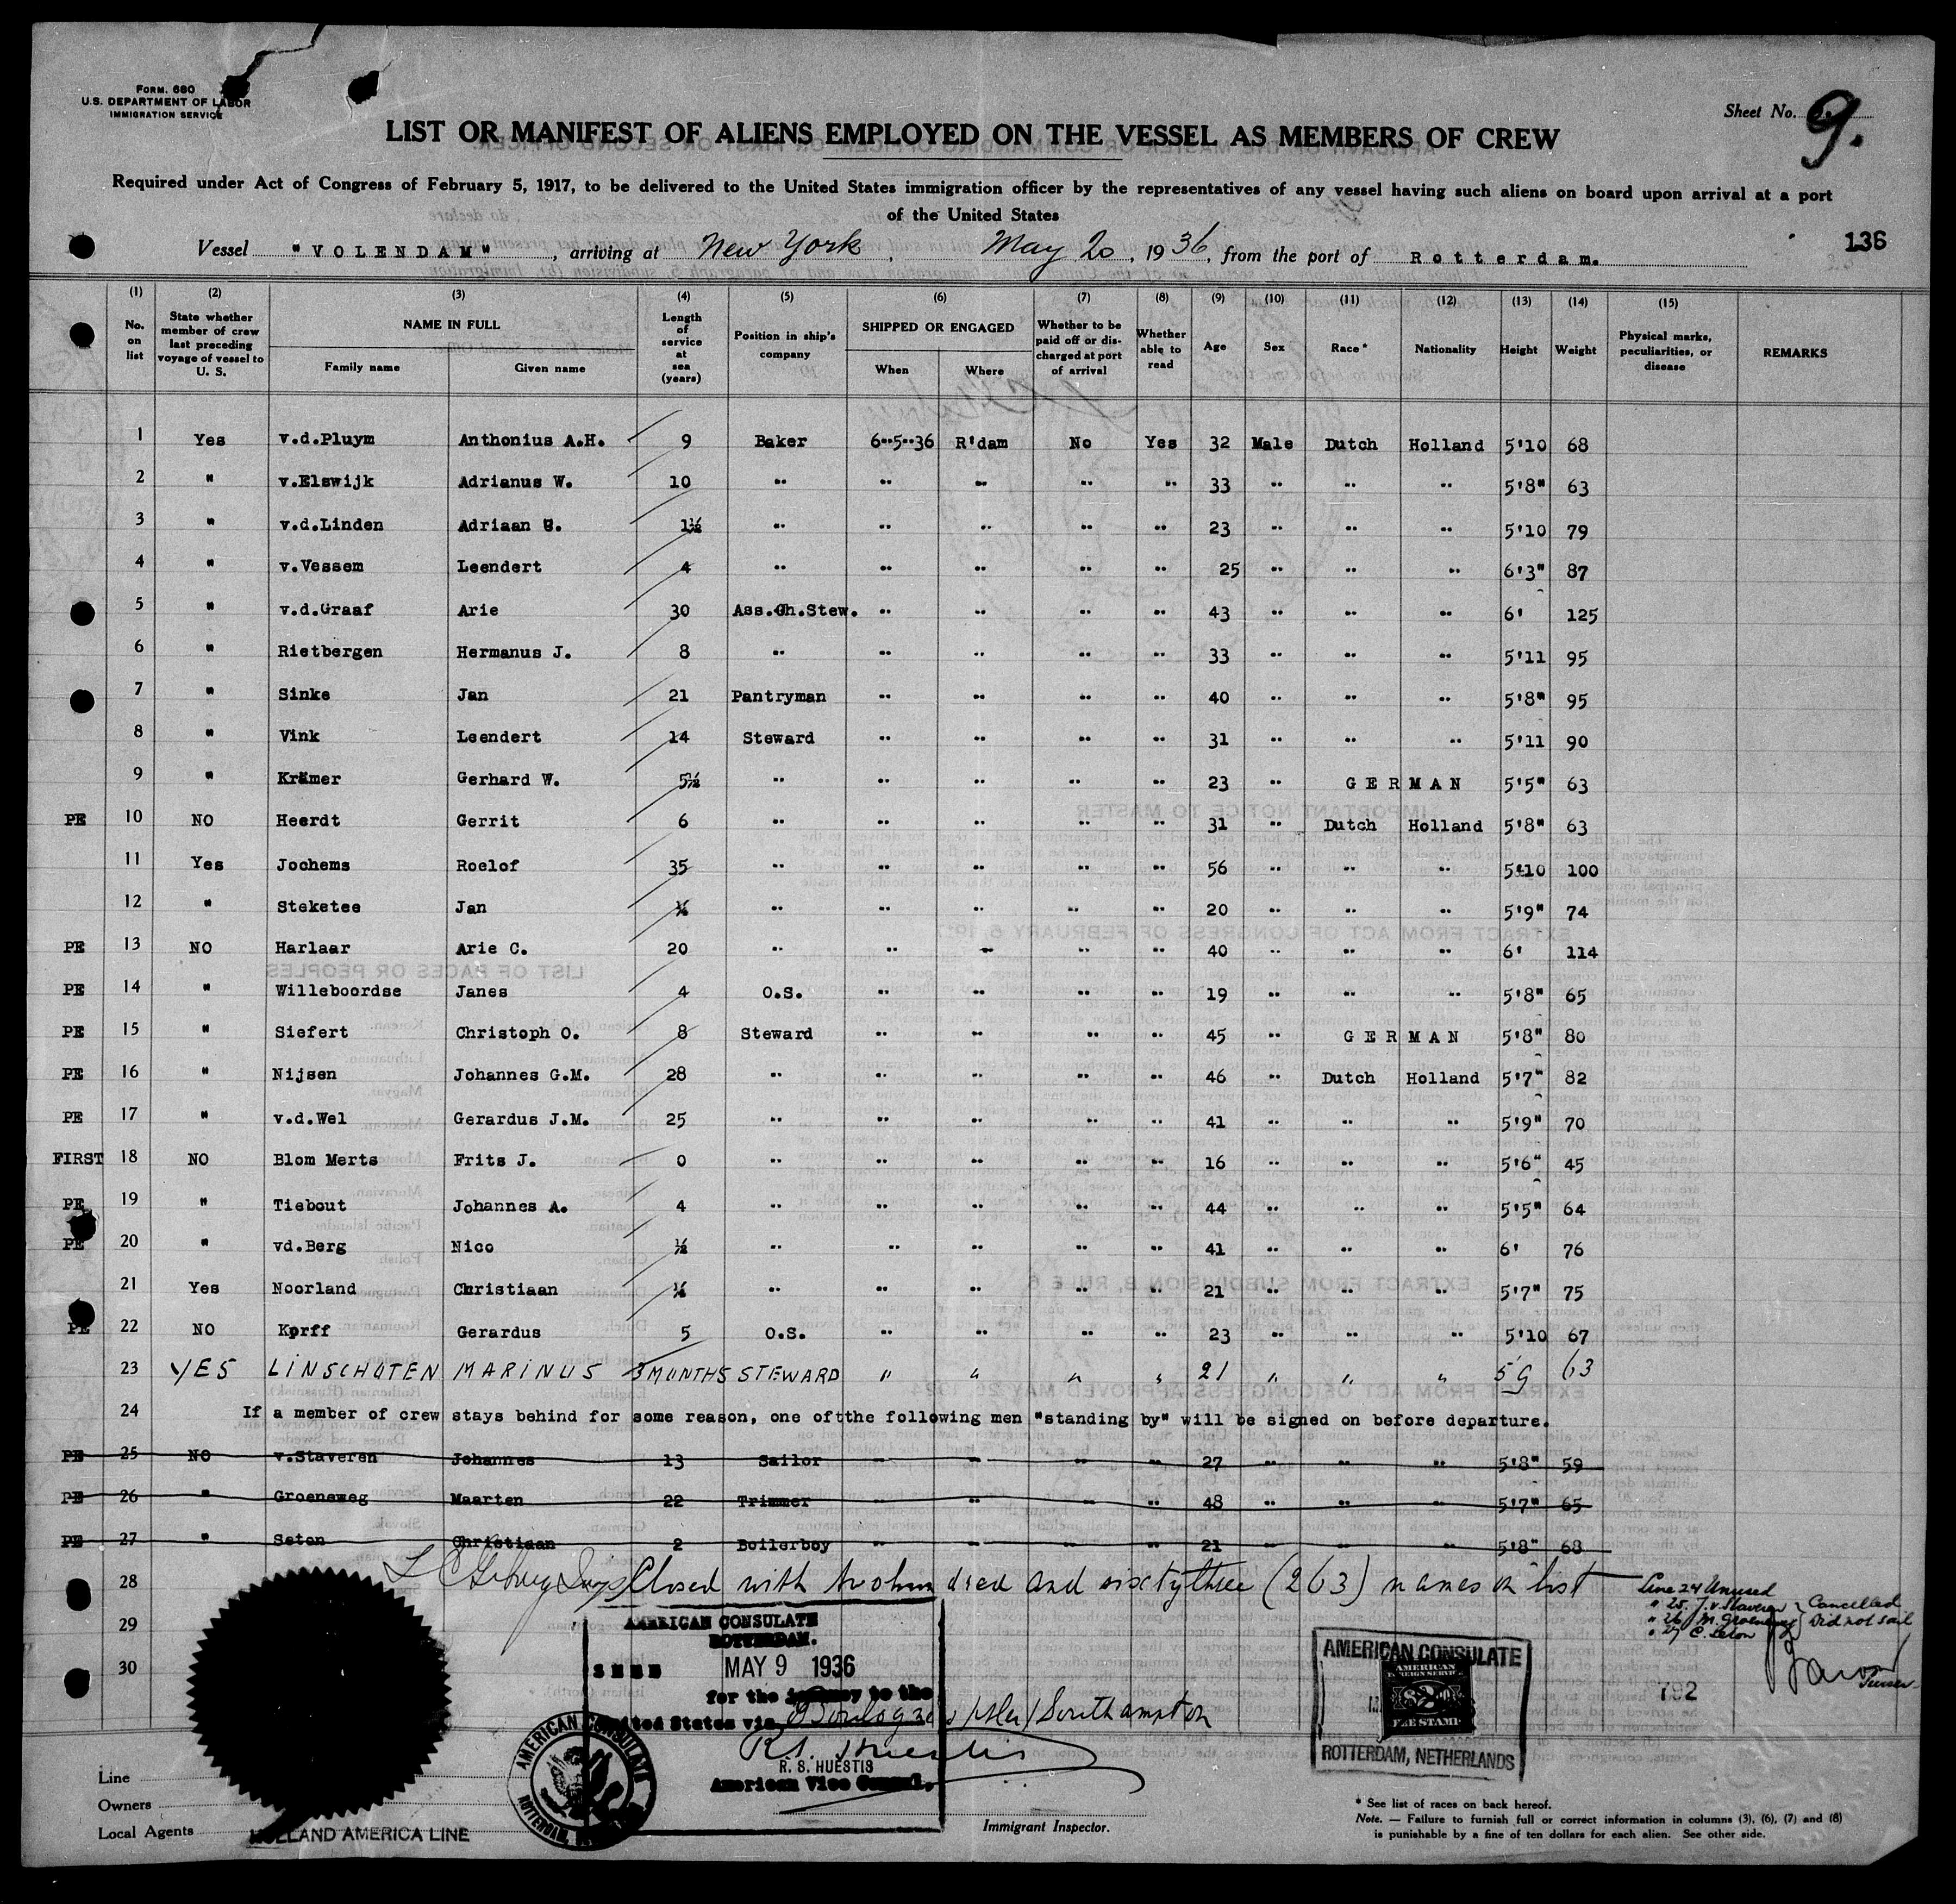 Form. 680
U.S. DEPARTMENT OF LABOR
IMMIGRATION SERVICE
Sheet No. 9.
LIST OR MANIFEST OF ALIENS EMPLOYED ON THE VESSEL AS MEMBERS OF CREW
Required under Act of Congress of February 5, 1917, to be delivered to the United States immigration officer by the representatives of any vessel having such aliens on board upon arrival at a port
of the United States
136
Vessel "VOLENDAM", arriving at New York, May 20, 1936, from the port of Rotterdam.
(1) (2) (3) (4) (5) (6) (7) (8) (9) (10) (11) (12) (13) (14) (15)
No. on list State whether member of crew last preceding voyage of vessel to U. S. NAME IN FULL Family name Given name Length of service at sea (years) Position in ship's company SHIPPED OR ENGAGED When Where Whether to be paid off or discharged at port of arrival Whether able to read Age Sex Race* Nationality Height Weight Physical marks, peculiarities, or disease REMARKS
1 Yes v.d.Pluym Anthonius A.H. 9 Baker 6-5-36 R'dam No Yes 32 Male Dutch Holland 5'10 68
2 " v.Elswijk Adrianus W. 10 " " " " " 33 " " " 5'8" 63
3 " v.d.Linden Adriaan G. 1½ " " " " " 23 " " " 5'10 79
4 " v.Vessem Leendert 4 " " " " " 25 " " " 6'3" 87
5 " v.d.Graaf Arie 30 Ass.Ch.Stew. " " " " 43 " " " 6' 125
6 " Rietbergen Hermanus J. 8 " " " " " 33 " " " 5'11 95
7 " Sinke Jan 21 Pantryman " " " " 40 " " " 5'8" 95
8 " Vink Leendert 14 Steward " " " " 31 " " " 5'11 90
9 " Krämer Gerhard W. 5½ " " " " " 23 " GERMAN 5'5" 63
PE 10 NO Heerdt Gerrit 6 " " " " " 31 " Dutch Holland 5'8" 63
11 Yes Jochems Roelof 35 " " " " " 56 " " " 5'10 100
12 " Steketee Jan " " " " " 20 " " " 5'9" 74
PE 13 NO Harlaar Arie C. 20 " " " " " 40 " " " 6' 114
PE 14 " Willeboordse Janes 4 O.S. " " " " 19 " " " 5'8" 65
PE 15 " Siefert Christoph O. 8 Steward " " " " 45 " GERMAN 5'8" 80
PE 16 " Nijsen Johannes G.M. 28 " " " " " 46 " Dutch Holland 5'7" 82
PE 17 " v.d.Wel Gerardus J.M. 25 " " " " " 41 " " " 5'9" 70
FIRST 18 NO Blom Merts Frits J. 0 " " " " " 16 " " " 5'6" 45
PE 19 " Tiebout Johannes A. 4 " " " " " 44 " " " 5'5" 64
PE 20 " vd.Berg Nico ½ " " " " " 41 " " " 6' 76
21 Yes Noorland Christiaan " " " " " 21 " " " 5'7" 75
PE 22 NO Korff Gerardus 5 O.S. " " " " 23 " " " 5'10 67
23 YES LINSCHOTEN MARINUS 3 MONTHS STEWARD " " " " 21 " " " 5'9 63
24 If a member of crew stays behind for some reason, one of the following men "standing by" will be signed on before departure.
PE 25 NO v.Staveren Johannes 13 Sailor " " " " 27 " " " 5'8" 59
PE 26 " Groeneweg Maarten 22 Trimmer " " " " 48 " " " 5'7" 65
PE 27 " Seton Christiaan 2 Boilerboy " " " " 21 " " " 5'8" 68
28 Closed with two hundred and sixtythree (263) names on list
29
30
Line 24 Unused
" 25 J.v.Staveren
" 26 M. Groeneweg
" 27 C. Seton
Cancelled
Did not sail
Purser
AMERICAN CONSULATE
ROTTERDAM.
SEEN MAY 9 1936
for the journey to the
United States via Boulogne s/Mer/Southampton
R. S. HUESTIS
American Vice Consul.
AMERICAN CONSULATE
ROTTERDAM,
AMERICAN CONSULATE
AMERICAN
FOREIGN SERVICE
$2.00
FEE STAMP
ROTTERDAM, NETHERLANDS
792
Line
Owners
Local Agents HOLLAND AMERICA LINE
Immigrant Inspector.
* See list of races on back hereof.
Note. — Failure to furnish full or correct information in columns (3), (6), (7) and (8)
is punishable by a fine of ten dollars for each alien. See other side.